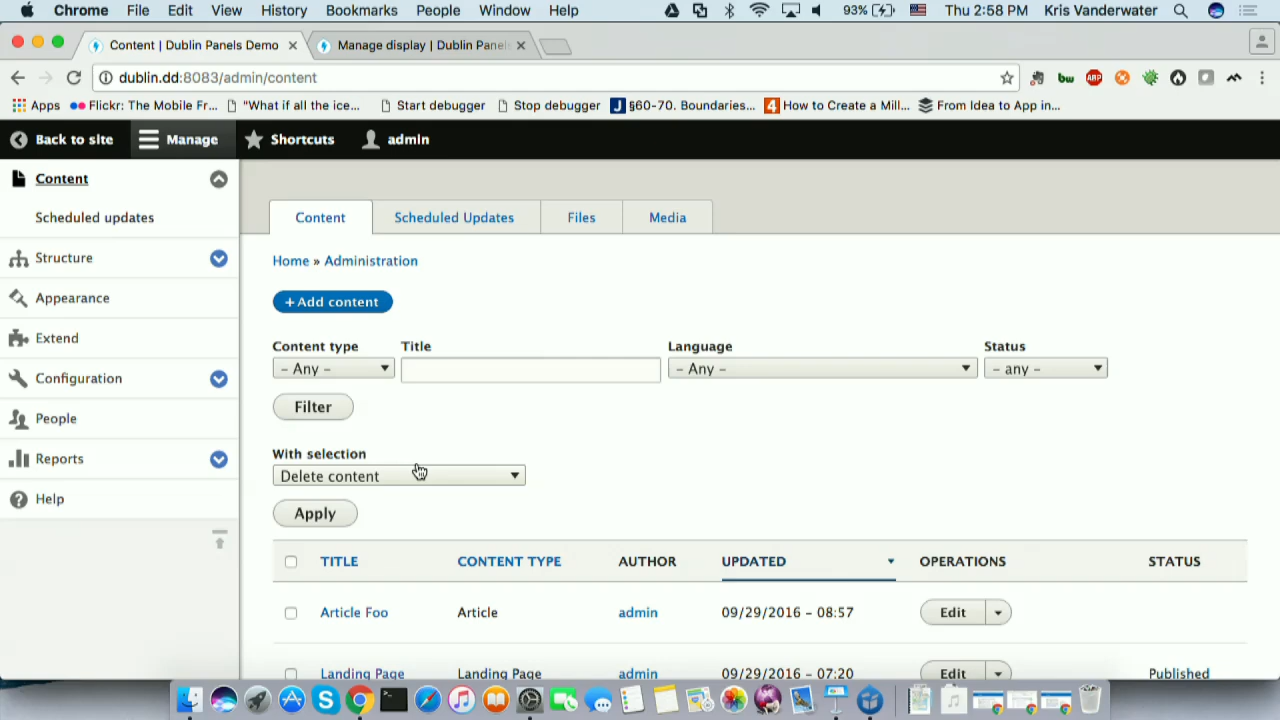 Chrome File Edit View History Bookmarks People Window Help 93% Thu 2:58 PM Kris Vanderwater
Content | Dublin Panels Demo Manage display | Dublin Panel
dublin.dd:8083/admin/content bw ABP
Apps Flickr: The Mobile Fr... "What if all the ice... Start debugger Stop debugger J §60-70. Boundaries... 4 How to Create a Mill... From Idea to App in...
Back to site Manage Shortcuts admin
Content
Scheduled updates
Structure
Appearance
Extend
Configuration
People
Reports
Help
Content Scheduled Updates Files Media
Home » Administration
+ Add content
Content type Title Language Status
- Any - - Any - - any -
Filter
With selection
Delete content
Apply
TITLE CONTENT TYPE AUTHOR UPDATED OPERATIONS STATUS
Article Foo Article admin 09/29/2016 - 08:57 Edit
Landing Page Landing Page admin 09/29/2016 - 07:20 Edit Published